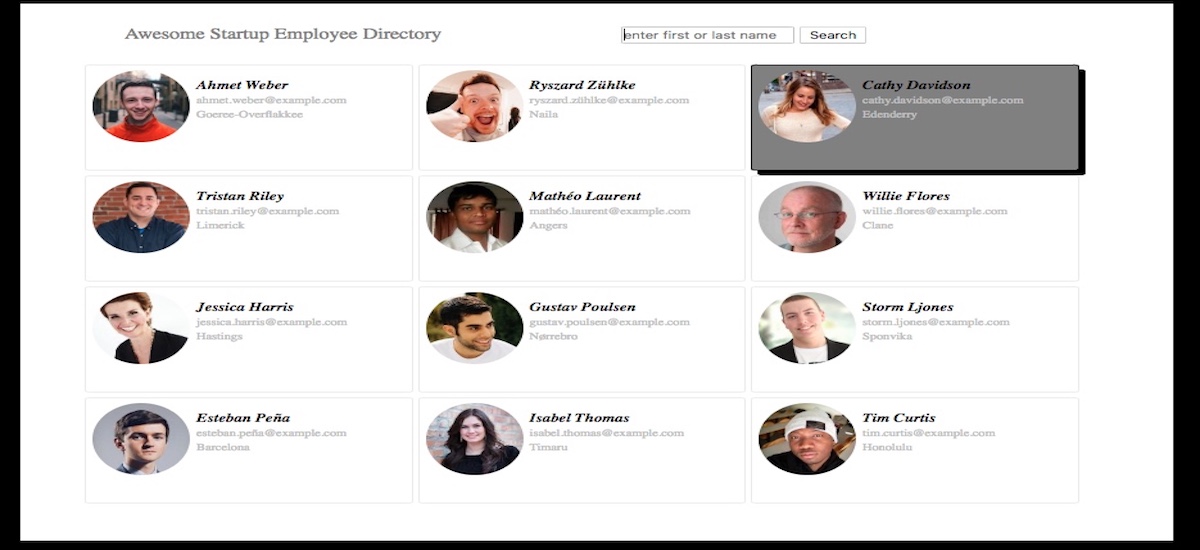 Awesome Startup Employee Directory
enter first or last name Search
Ahmet Weber
ahmet.weber@example.com
Goeree-Overflakkee
Ryszard Zühlke
ryszard.zühlke@example.com
Naila
Cathy Davidson
cathy.davidson@example.com
Edenderry
Tristan Riley
tristan.riley@example.com
Limerick
Mathéo Laurent
mathéo.laurent@example.com
Angers
Willie Flores
willie.flores@example.com
Clane
Jessica Harris
jessica.harris@example.com
Hastings
Gustav Poulsen
gustav.poulsen@example.com
Nørrebro
Storm Ljones
storm.ljones@example.com
Sponvika
Esteban Peña
esteban.peña@example.com
Barcelona
Isabel Thomas
isabel.thomas@example.com
Timaru
Tim Curtis
tim.curtis@example.com
Honolulu